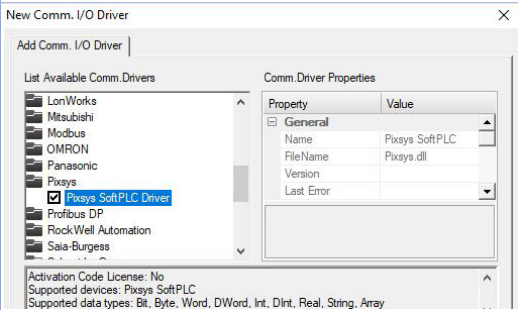 New Comm. I/O Driver
Add Comm. I/O Driver
List Available Comm.Drivers
LonWorks
Mitsubishi
Modbus
OMRON
Panasonic
Pixsys
Pixsys SoftPLC Driver
Profibus DP
RockWell Automation
Saia-Burgess
Comm.Driver Properties
Property Value
General
Name Pixsys SoftPLC
FileName Pixsys.dll
Version
Last Error
Activation Code License: No
Supported devices: Pixsys SoftPLC
Supported data types: Bit, Byte, Word, DWord, Int, DInt, Real, String, Array